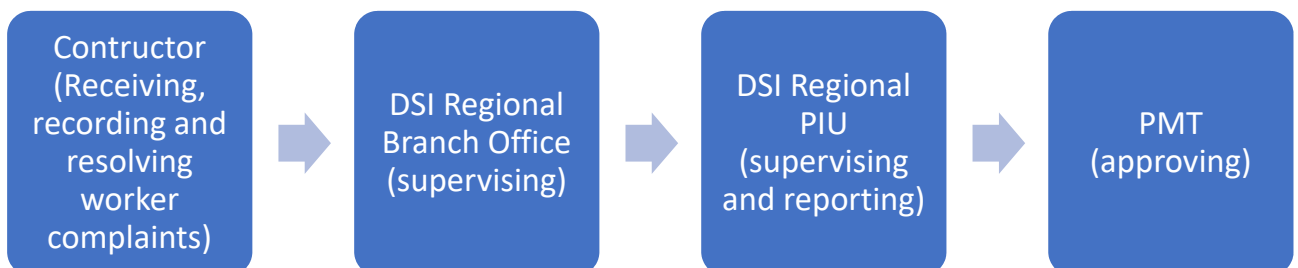 Contructor
(Receiving,
recording and
resolving
worker
complaints)
DSI Regional
Branch Office
(supervising)
DSI Regional
PIU
(supervising
and reporting)
PMT
(approving)